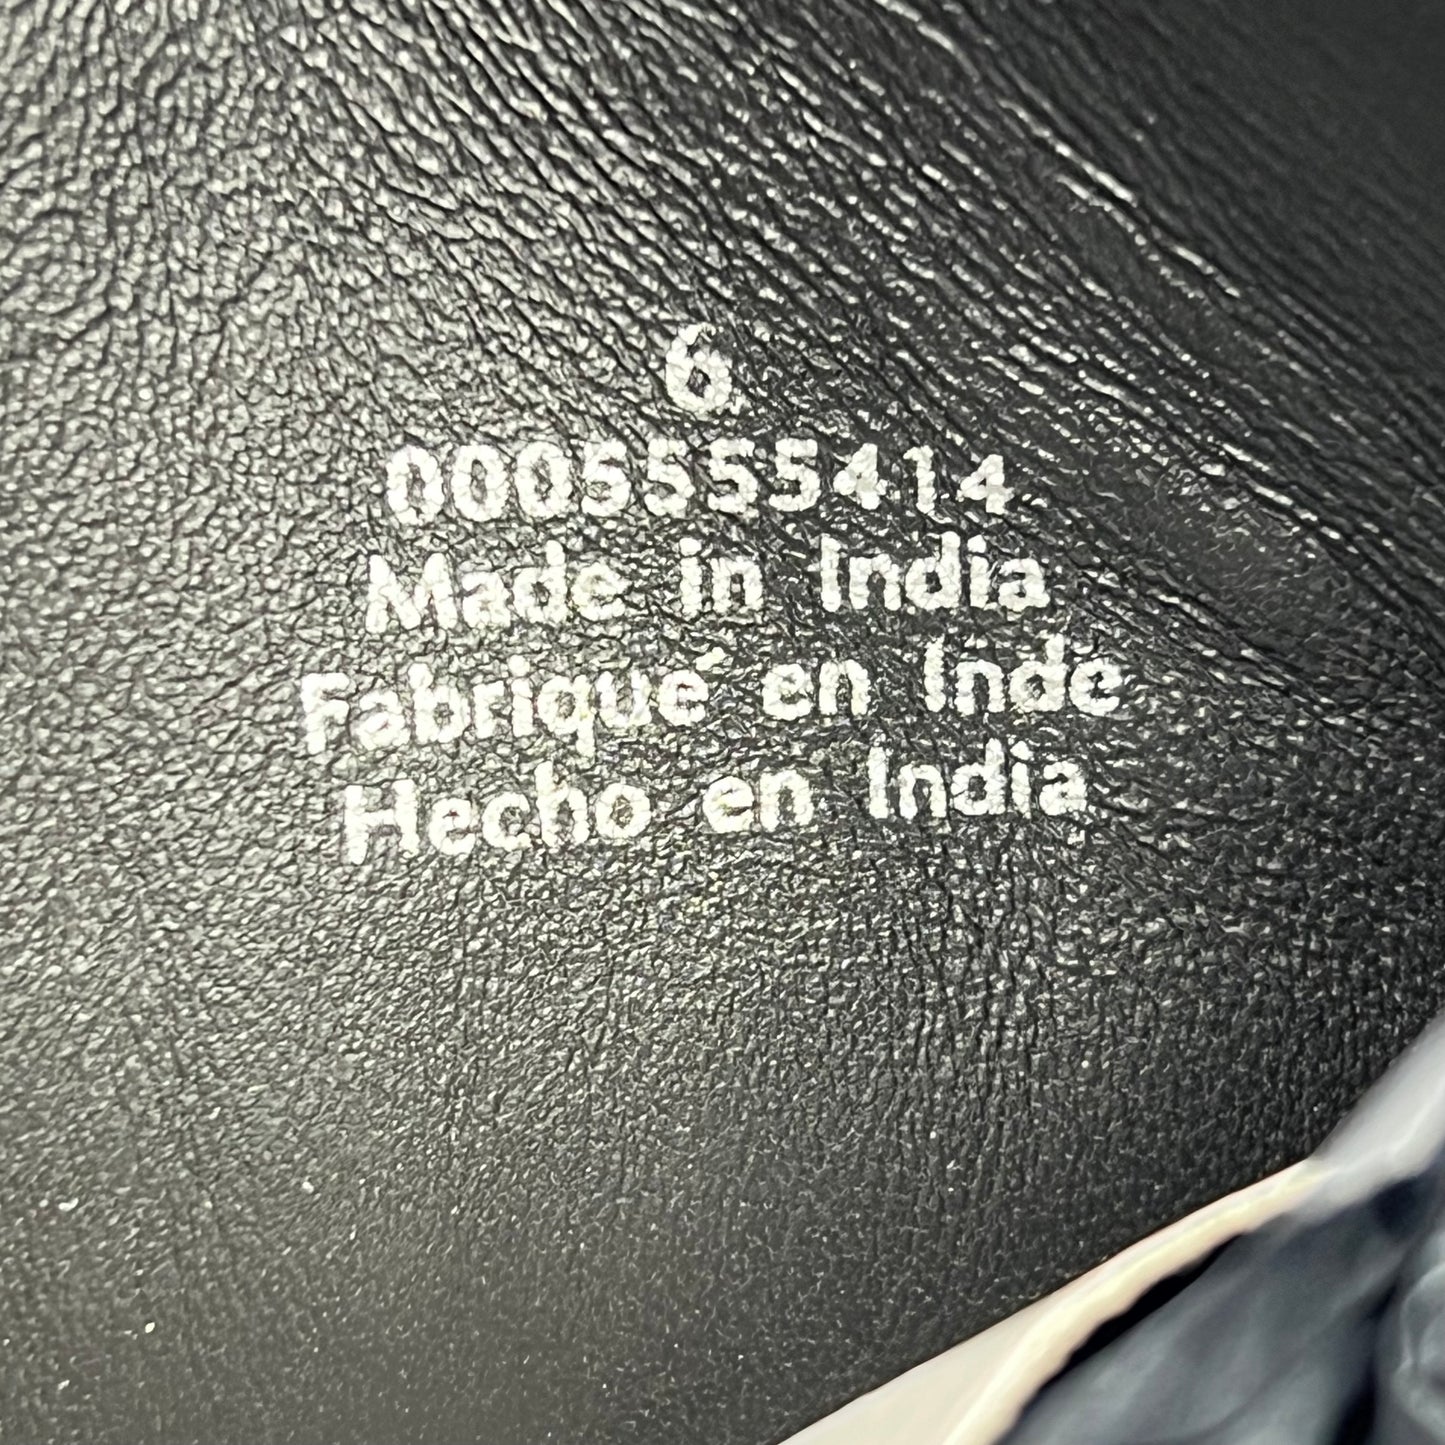 6
0005555414
Made in India
Fabriqué en Inde
Hecho en India